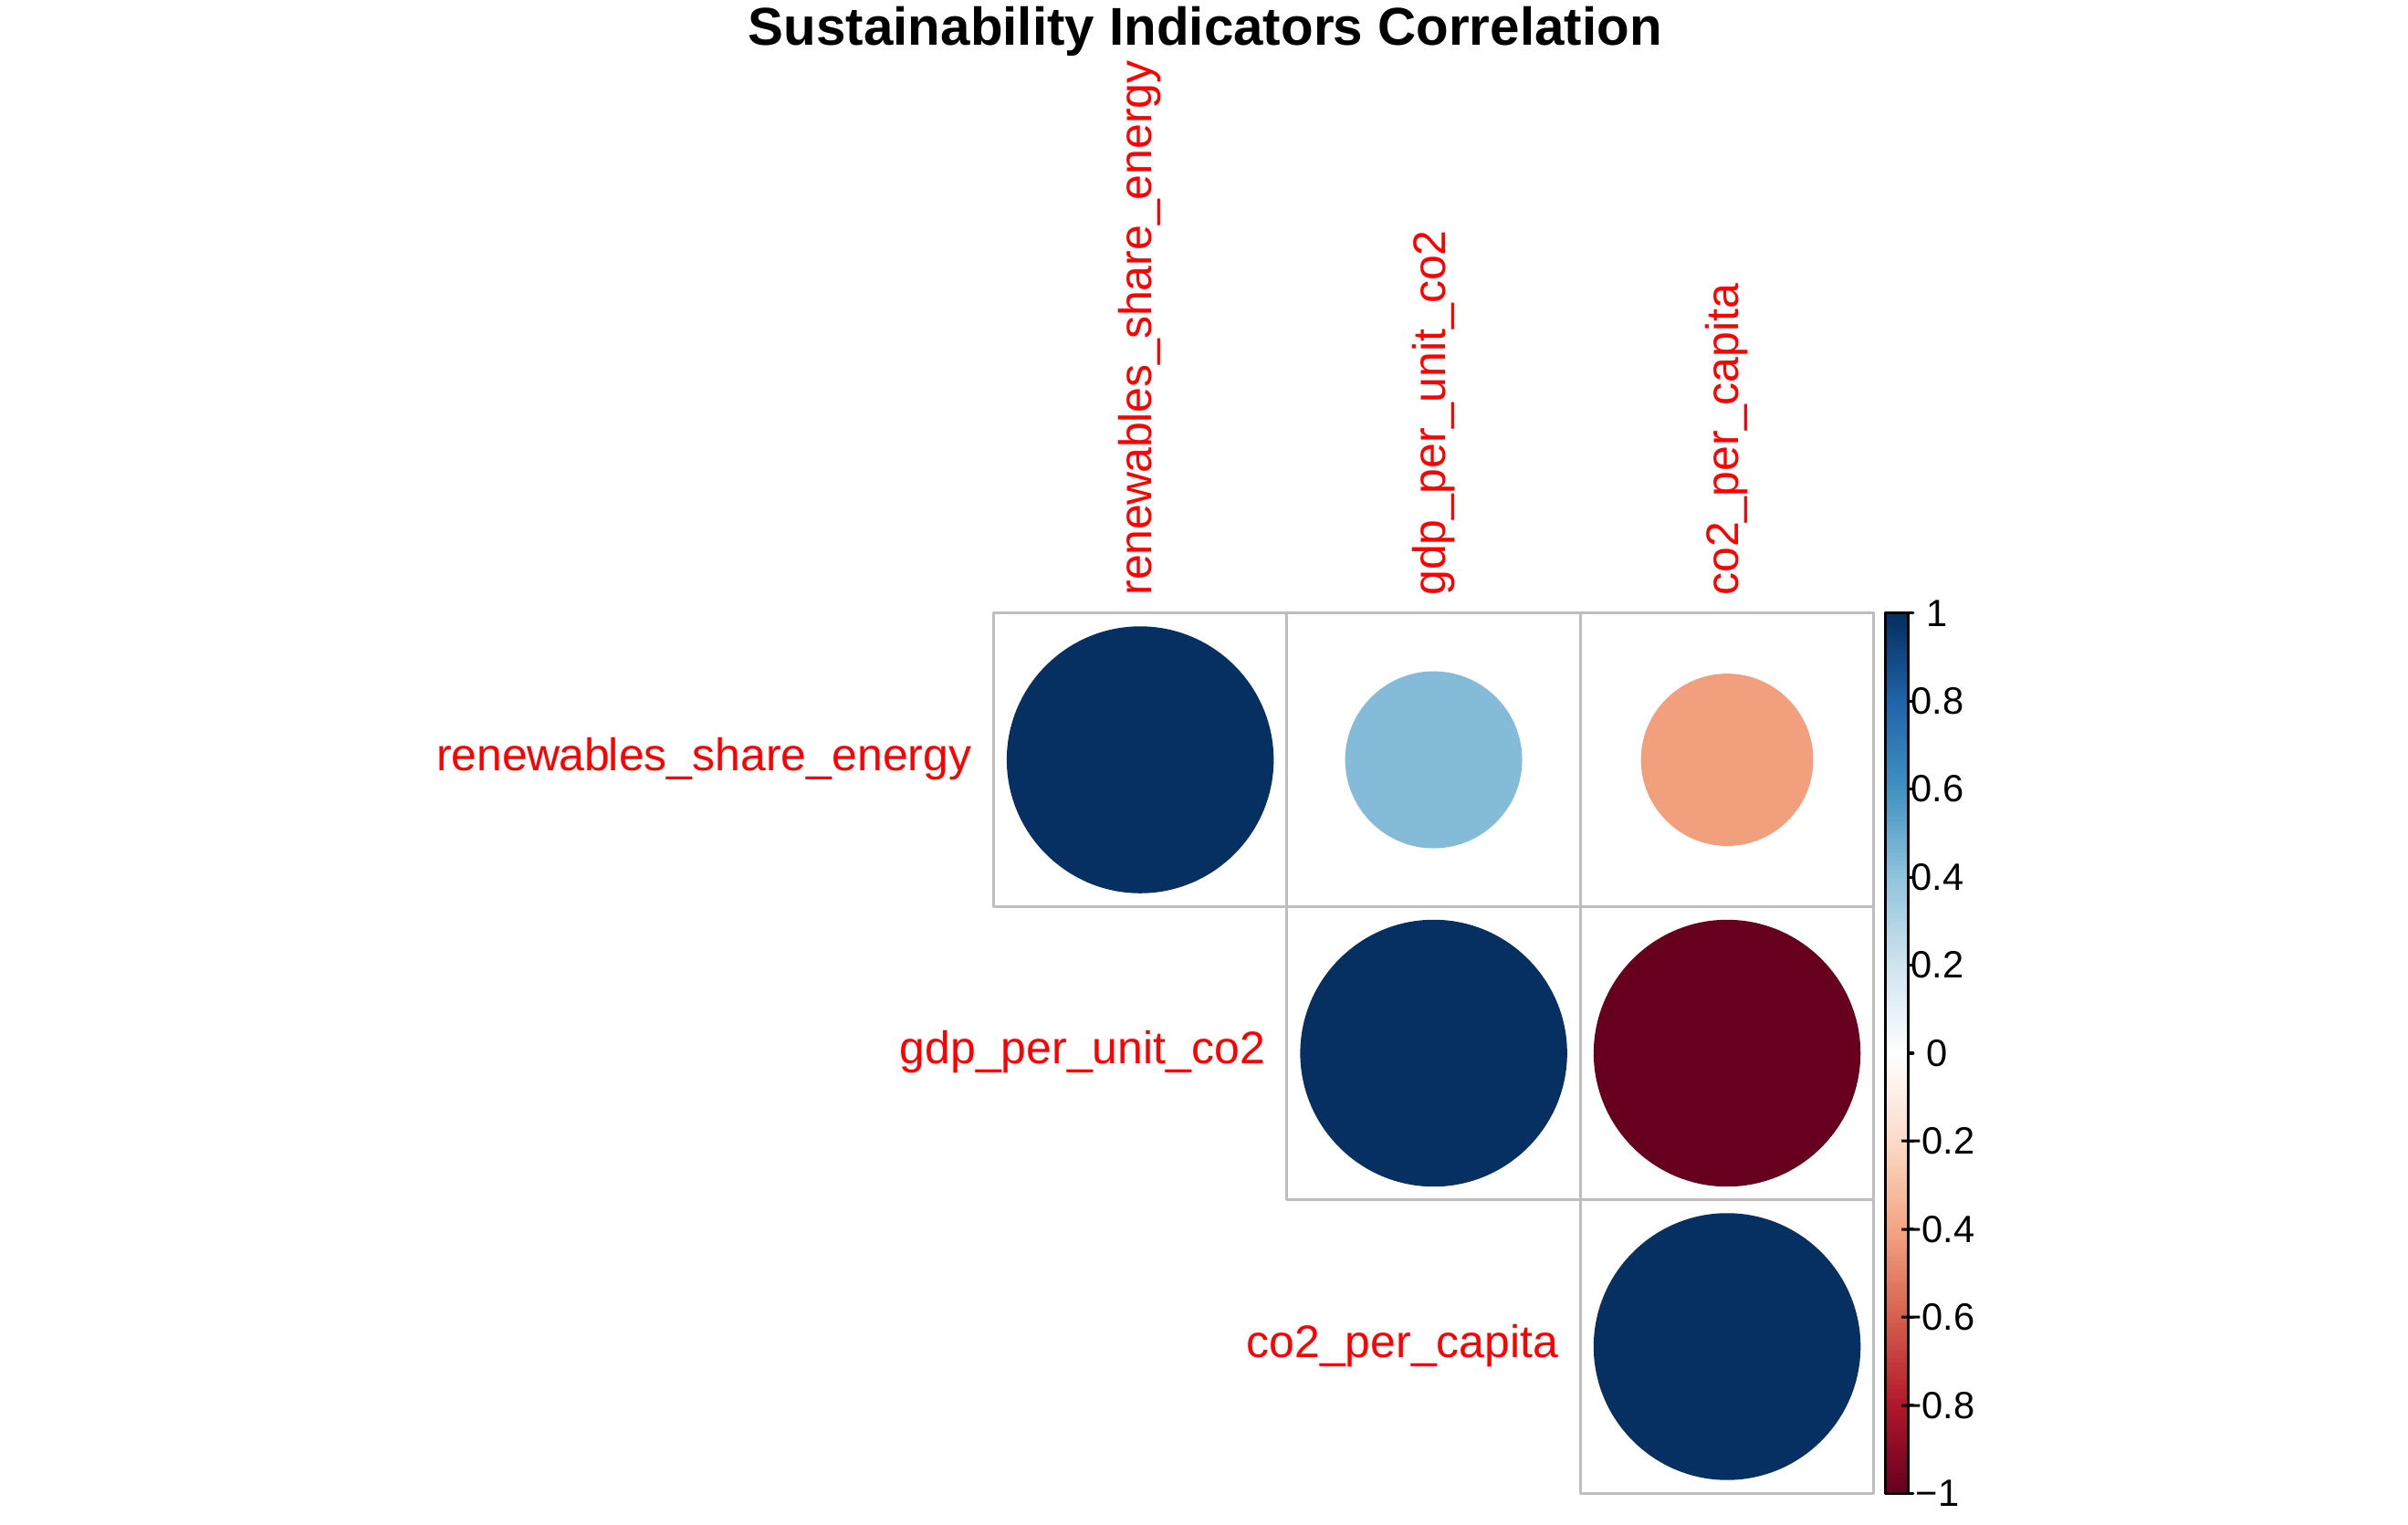 Sustainability Indicators Correlation
renewables_share_energy
gdp_per_unit_co2
co2_per_capita
renewables_share_energy
gdp_per_unit_co2
co2_per_capita
1
0.8
0.6
0.4
0.2
0
−0.2
−0.4
−0.6
−0.8
−1